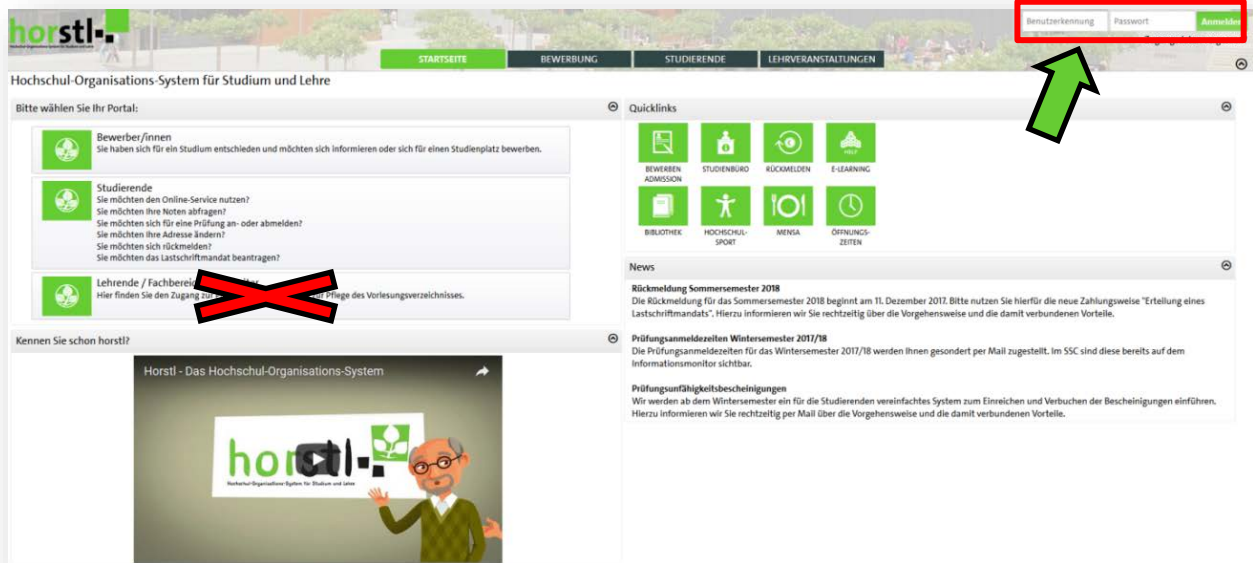 horstl
Hochschul-Organisations-System für Studium und Lehre
Benutzerkennung Passwort Anmelden
STARTSEITE BEWERBUNG STUDIERENDE LEHRVERANSTALTUNGEN
Hochschul-Organisations-System für Studium und Lehre
Bitte wählen Sie Ihr Portal:
Bewerber/innen
Sie haben sich für ein Studium entschieden und möchten sich informieren oder sich für einen Studienplatz bewerben.
Studierende
Sie möchten den Online-Service nutzen?
Sie möchten Ihre Noten abfragen?
Sie möchten sich für eine Prüfung an- oder abmelden?
Sie möchten Ihre Adresse ändern?
Sie möchten sich rückmelden?
Sie möchten das Lastschriftmandat beantragen?
Lehrende /
Hier finden Sie den Zugang zur Pflege des Vorlesungsverzeichnisses.
Kennen Sie schon horstl?
Horstl - Das Hochschul-Organisations-System
horstl
Hochschul-Organisations-System für Studium und Lehre
Quicklinks
HELP
BEWERBEN ADMISSION
STUDIENBÜRO
RÜCKMELDEN
E-LEARNING
BIBLIOTHEK
HOCHSCHUL-
SPORT
MENSA
ÖFFNUNGS-
ZEITEN
News
Rückmeldung Sommersemester 2018
Die Rückmeldung für das Sommersemester 2018 beginnt am 11. Dezember 2017. Bitte nutzen Sie hierfür die neue Zahlungsweise "Erteilung eines
Lastschriftmandats". Hierzu informieren wir Sie rechtzeitig über die Vorgehensweise und die damit verbundenen Vorteile.
Prüfungsanmeldezeiten Wintersemester 2017/18
Die Prüfungsanmeldezeiten für das Wintersemester 2017/18 werden Ihnen gesondert per Mail zugestellt. Im SSC sind diese bereits auf dem
Informationsmonitor sichtbar.
Prüfungsunfähigkeitsbescheinigungen
Wir werden ab dem Wintersemester ein für die Studierenden vereinfachtes System zum Einreichen und Verbuchen der Bescheinigungen einführen.
Hierzu informieren wir Sie rechtzeitig per Mail über die Vorgehensweise und die damit verbundenen Vorteile.